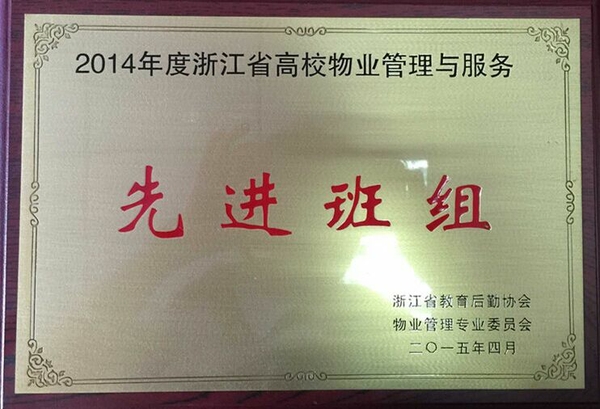 2014年度浙江省高校物业管理与服务
先进班组
浙江省教育后勤协会
物业管理专业委员会
二〇一五年四月